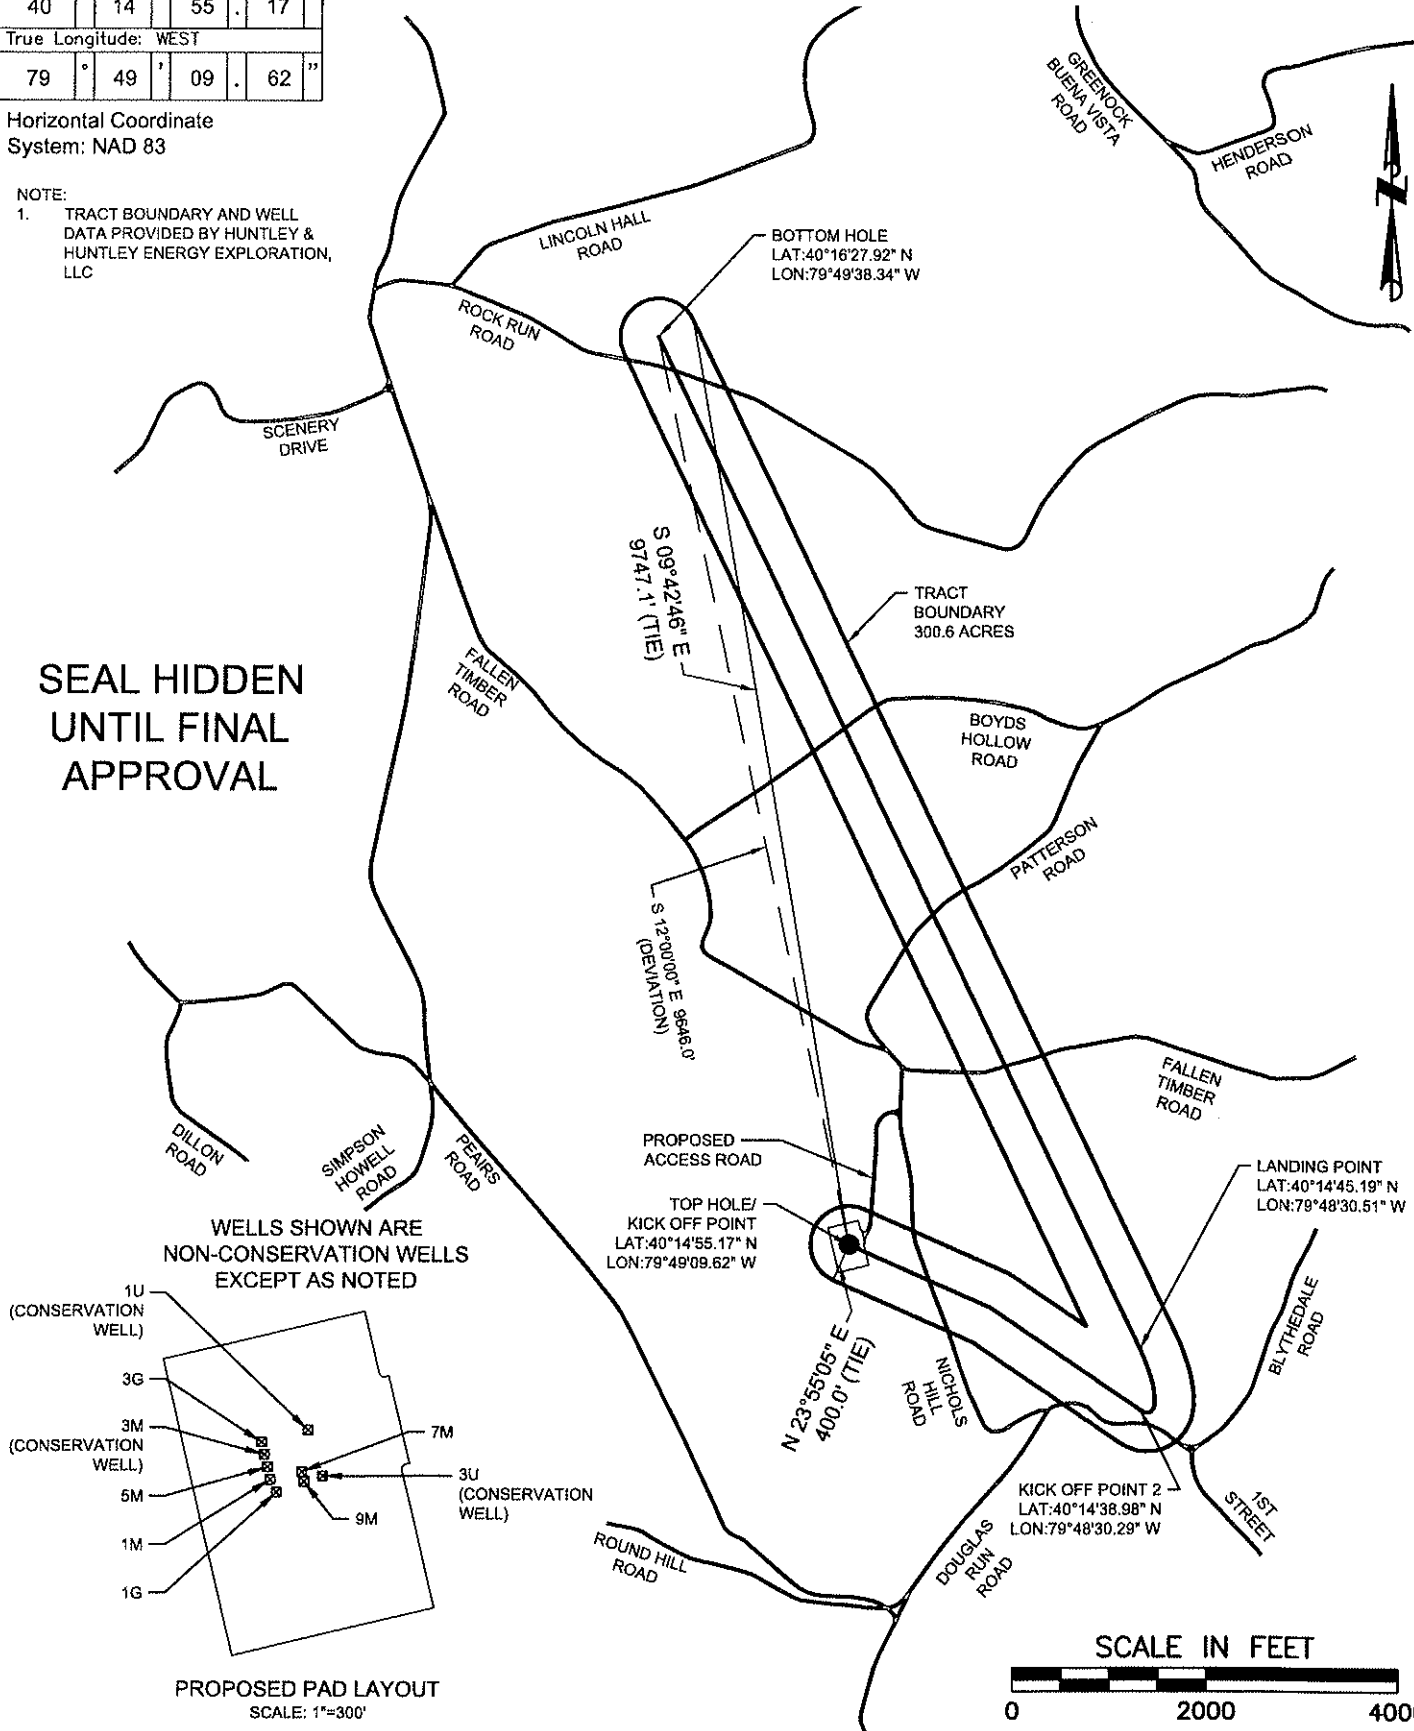 40 14 55 . 17
True Longitude: WEST
79 ° 49 ' 09 . 62 "
Horizontal Coordinate
System: NAD 83
NOTE:
1. TRACT BOUNDARY AND WELL
DATA PROVIDED BY HUNTLEY &
HUNTLEY ENERGY EXPLORATION,
LLC
GREENOCK
BUENA VISTA
ROAD
HENDERSON
ROAD
N
LINCOLN HALL
ROAD
BOTTOM HOLE
LAT:40°16'27.92" N
LON:79°49'38.34" W
ROCK RUN
ROAD
SCENERY
DRIVE
S 09°42'46" E
9747.1' (TIE)
TRACT
BOUNDARY
300.6 ACRES
SEAL HIDDEN
UNTIL FINAL
APPROVAL
FALLEN
TIMBER
ROAD
BOYDS
HOLLOW
ROAD
PATTERSON
ROAD
S 12°00'00" E 9646.0'
(DEVIATION)
FALLEN
TIMBER
ROAD
DILLON
ROAD
SIMPSON
HOWELL
ROAD
PEAIRS
ROAD
PROPOSED
ACCESS ROAD
TOP HOLE/
KICK OFF POINT
LAT:40°14'55.17" N
LON:79°49'09.62" W
LANDING POINT
LAT:40°14'45.19" N
LON:79°48'30.51" W
WELLS SHOWN ARE
NON-CONSERVATION WELLS
EXCEPT AS NOTED
BLYTHEDALE
ROAD
N 23°55'05" E
400.0' (TIE)
NICHOLS
HILL
ROAD
1U
(CONSERVATION
WELL)
3G
3M
(CONSERVATION
WELL)
5M
1M
1G
7M
3U
(CONSERVATION
WELL)
9M
KICK OFF POINT 2
LAT:40°14'38.98" N
LON:79°48'30.29" W
1ST
STREET
ROUND HILL
ROAD
DOUGLAS
RUN
ROAD
PROPOSED PAD LAYOUT
SCALE: 1"=300'
SCALE IN FEET
0 2000 400